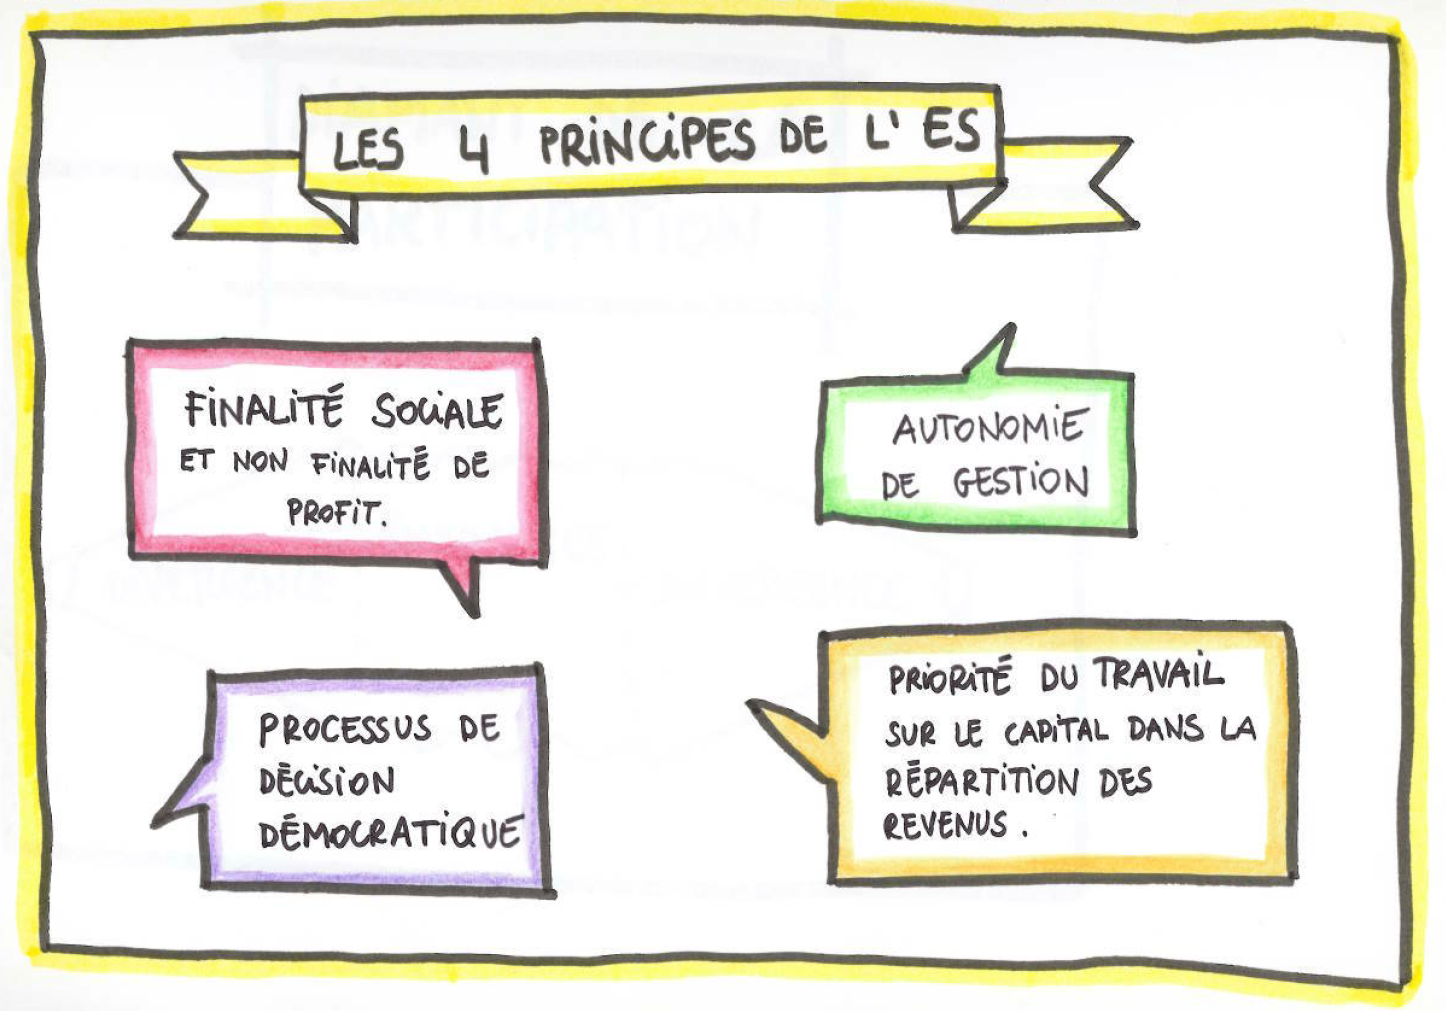 LES 4 PRINCIPES DE L'ES
FINALITÉ SOCIALE
ET NON FINALITÉ DE
PROFIT.
AUTONOMIE
DE GESTION
PROCESSUS DE
DÉCISION
DÉMOCRATIQUE
PRIORITÉ DU TRAVAIL
SUR LE CAPITAL DANS LA
RÉPARTITION DES
REVENUS.